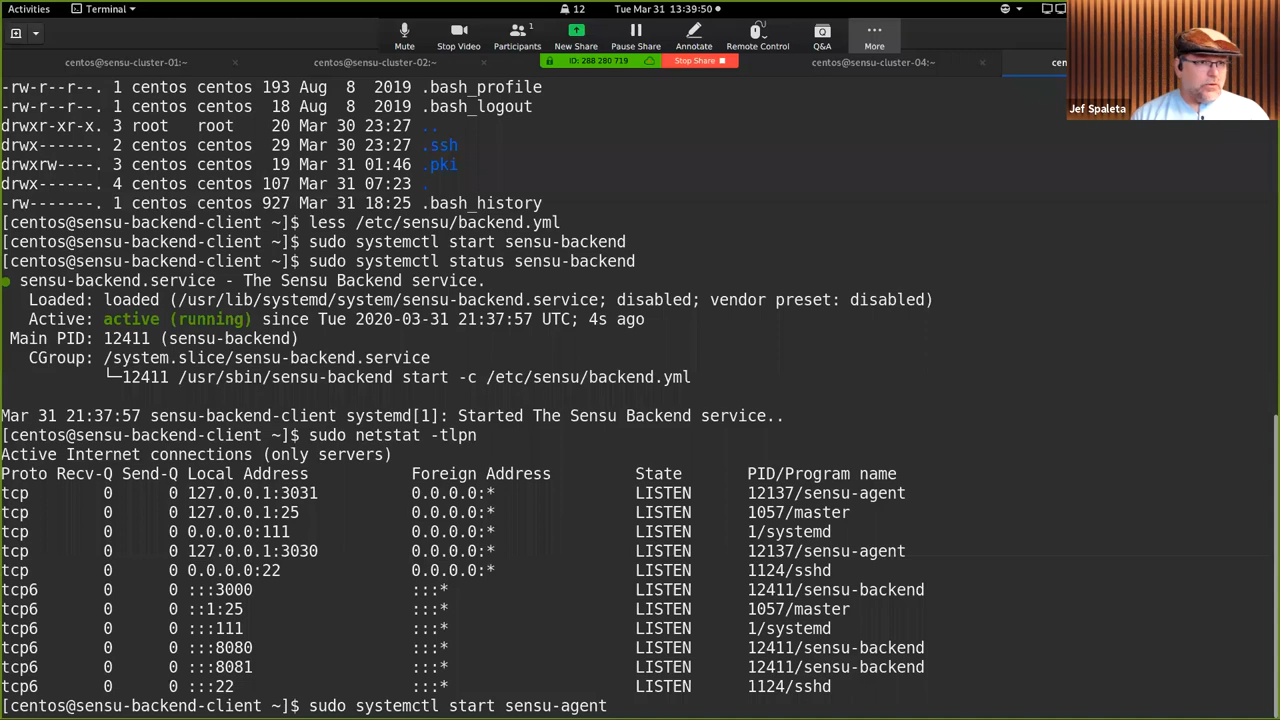 Activities Terminal 12 Tue Mar 31 13:39:50
Mute Stop Video Participants 1 New Share Pause Share Annotate Remote Control Q&A More
ID: 288 280 719 Stop Share
centos@sensu-cluster-01:~ × centos@sensu-cluster-02:~ × centos@sensu-cluster-04:~ × cen
Jef Spaleta
-rw-r--r--. 1 centos centos 193 Aug  8  2019 .bash_profile
-rw-r--r--. 1 centos centos  18 Aug  8  2019 .bash_logout
drwxr-xr-x. 3 root   root    20 Mar 30 23:27 ..
drwx------. 2 centos centos  29 Mar 30 23:27 .ssh
drwxrw----. 3 centos centos  19 Mar 31 01:46 .pki
drwx------. 4 centos centos 107 Mar 31 07:23 .
-rw-------. 1 centos centos 927 Mar 31 18:25 .bash_history
[centos@sensu-backend-client ~]$ less /etc/sensu/backend.yml
[centos@sensu-backend-client ~]$ sudo systemctl start sensu-backend
[centos@sensu-backend-client ~]$ sudo systemctl status sensu-backend
● sensu-backend.service - The Sensu Backend service.
   Loaded: loaded (/usr/lib/systemd/system/sensu-backend.service; disabled; vendor preset: disabled)
   Active: active (running) since Tue 2020-03-31 21:37:57 UTC; 4s ago
 Main PID: 12411 (sensu-backend)
   CGroup: /system.slice/sensu-backend.service
           └─12411 /usr/sbin/sensu-backend start -c /etc/sensu/backend.yml
Mar 31 21:37:57 sensu-backend-client systemd[1]: Started The Sensu Backend service..
[centos@sensu-backend-client ~]$ sudo netstat -tlpn
Active Internet connections (only servers)
Proto Recv-Q Send-Q Local Address           Foreign Address         State       PID/Program name
tcp        0      0 127.0.0.1:3031          0.0.0.0:*               LISTEN      12137/sensu-agent
tcp        0      0 127.0.0.1:25            0.0.0.0:*               LISTEN      1057/master
tcp        0      0 0.0.0.0:111             0.0.0.0:*               LISTEN      1/systemd
tcp        0      0 127.0.0.1:3030          0.0.0.0:*               LISTEN      12137/sensu-agent
tcp        0      0 0.0.0.0:22              0.0.0.0:*               LISTEN      1124/sshd
tcp6       0      0 :::3000                 :::*                    LISTEN      12411/sensu-backend
tcp6       0      0 ::1:25                  :::*                    LISTEN      1057/master
tcp6       0      0 :::111                  :::*                    LISTEN      1/systemd
tcp6       0      0 :::8080                 :::*                    LISTEN      12411/sensu-backend
tcp6       0      0 :::8081                 :::*                    LISTEN      12411/sensu-backend
tcp6       0      0 :::22                   :::*                    LISTEN      1124/sshd
[centos@sensu-backend-client ~]$ sudo systemctl start sensu-agent